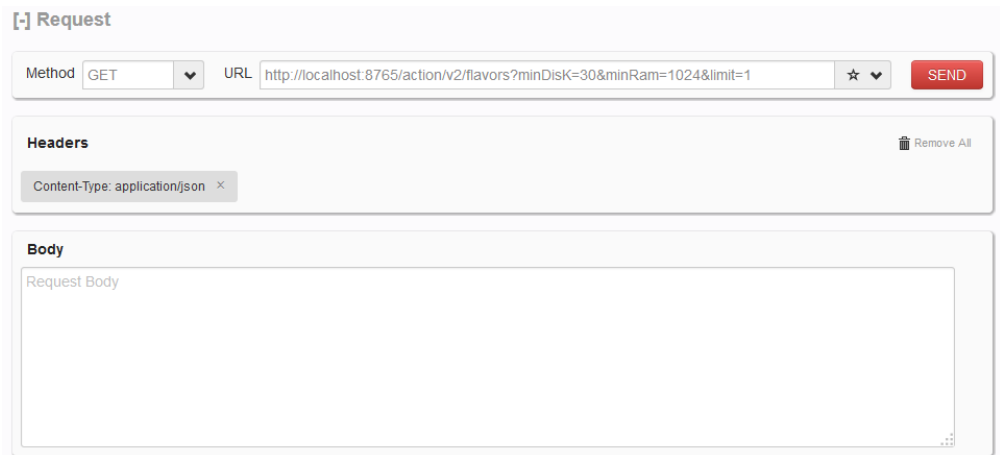 [-] Request
Method GET URL http://localhost:8765/action/v2/flavors?minDisK=30&minRam=1024&limit=1 SEND
Headers Remove All
Content-Type: application/json ×
Body
Request Body